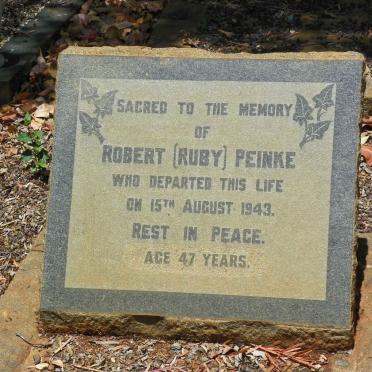 SACRED TO THE MEMORY
OF
ROBERT (RUBY) PEINKE
WHO DEPARTED THIS LIFE
ON 15TH AUGUST 1943.
REST IN PEACE.
AGE 47 YEARS.